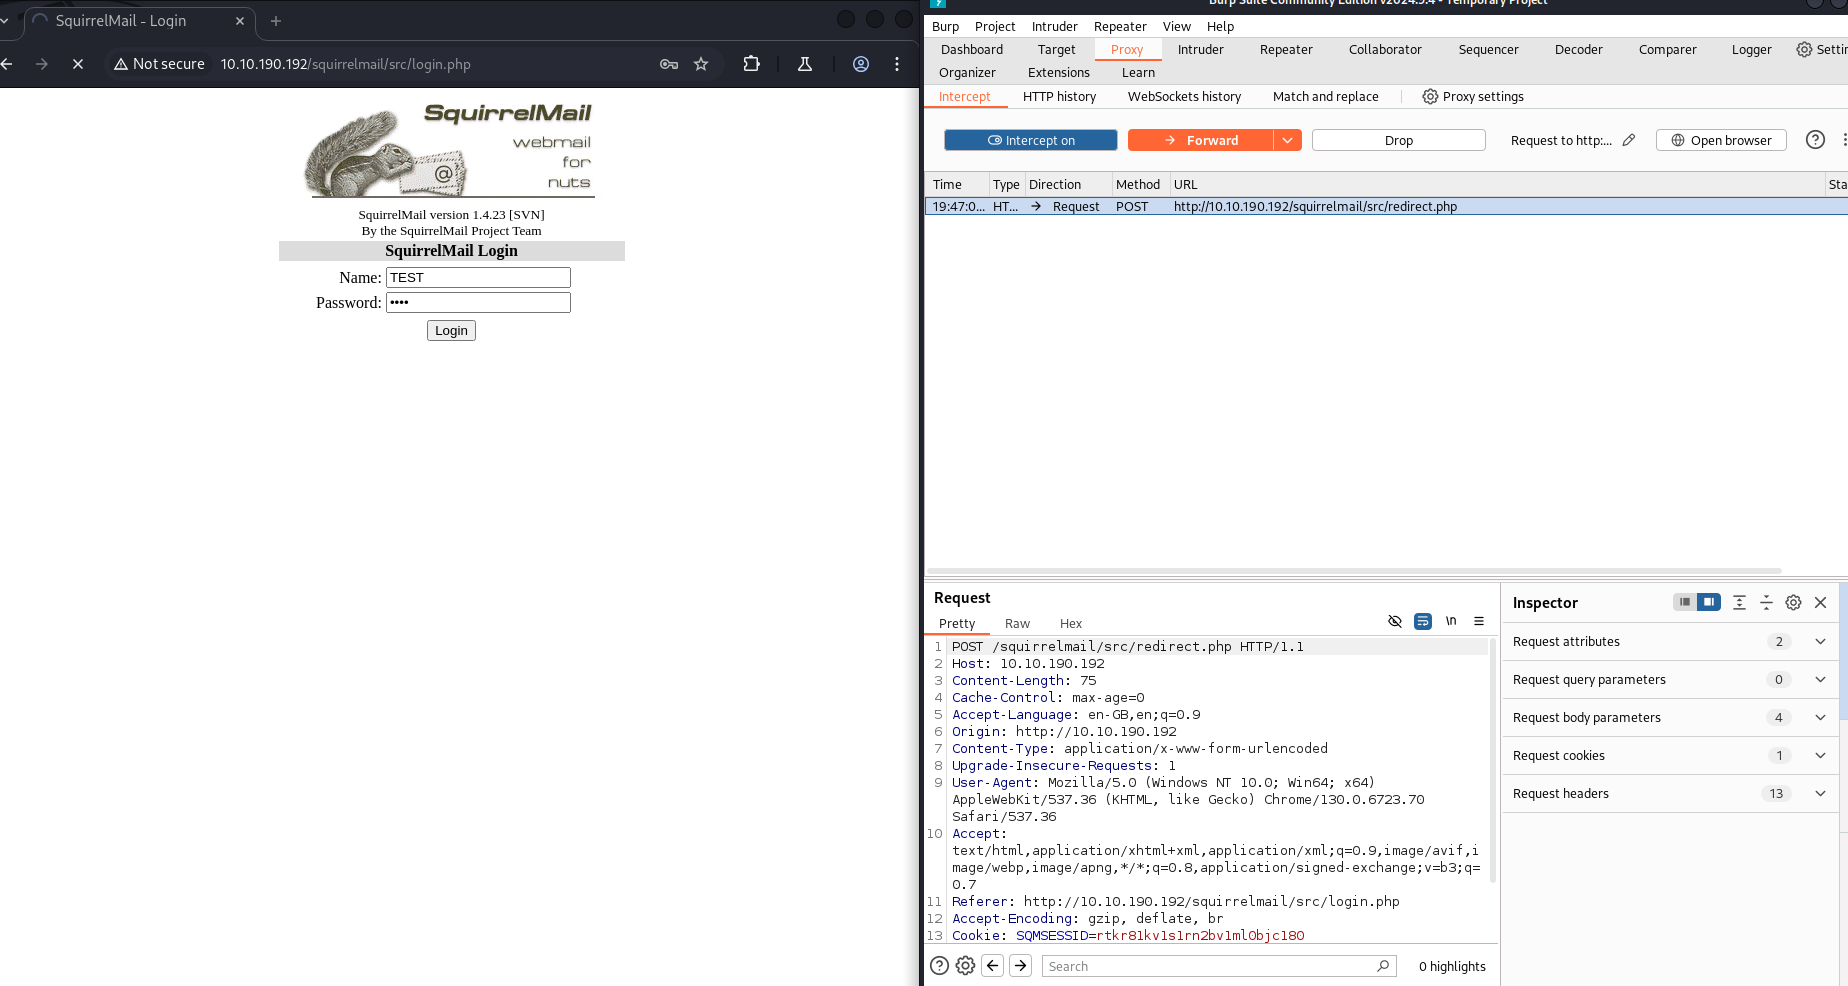 SquirrelMail - Login
Not secure
10.10.190.192/squirrelmail/src/login.php
SquirrelMail
webmail
for
nuts
@
SquirrelMail version 1.4.23 [SVN]
By the SquirrelMail Project Team
SquirrelMail Login
Name: TEST
Password: ••••
Login
Burp Suite Community Edition v2024.9.4 - Temporary Project
Burp Project Intruder Repeater View Help
Dashboard Target Proxy Intruder Repeater Collaborator Sequencer Decoder Comparer Logger Settin
Organizer Extensions Learn
Intercept HTTP history WebSockets history Match and replace Proxy settings
Intercept on Forward Drop Request to http:... Open browser
Time Type Direction Method URL Sta
19:47:0... HT... Request POST http://10.10.190.192/squirrelmail/src/redirect.php
Request
Pretty Raw Hex
\n
1 POST /squirrelmail/src/redirect.php HTTP/1.1
2 Host: 10.10.190.192
3 Content-Length: 75
4 Cache-Control: max-age=0
5 Accept-Language: en-GB,en;q=0.9
6 Origin: http://10.10.190.192
7 Content-Type: application/x-www-form-urlencoded
8 Upgrade-Insecure-Requests: 1
9 User-Agent: Mozilla/5.0 (Windows NT 10.0; Win64; x64)
AppleWebKit/537.36 (KHTML, like Gecko) Chrome/130.0.6723.70
Safari/537.36
10 Accept:
text/html,application/xhtml+xml,application/xml;q=0.9,image/avif,i
mage/webp,image/apng,*/*;q=0.8,application/signed-exchange;v=b3;q=
0.7
11 Referer: http://10.10.190.192/squirrelmail/src/login.php
12 Accept-Encoding: gzip, deflate, br
13 Cookie: SQMSESSID=rtkr81kv1s1rn2bv1ml0bjc180
Search
0 highlights
Inspector
Request attributes 2
Request query parameters 0
Request body parameters 4
Request cookies 1
Request headers 13